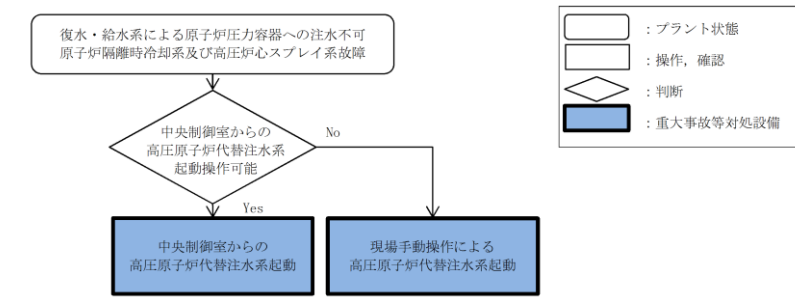 復水・給水系による原子炉圧力容器への注水不可
原子炉隔離時冷却系及び高圧炉心スプレイ系故障
中央制御室からの
高圧原子炉代替注水系
起動操作可能
No
Yes
中央制御室からの
高圧原子炉代替注水系起動
現場手動操作による
高圧原子炉代替注水系起動
：プラント状態
：操作，確認
：判断
：重大事故等対処設備